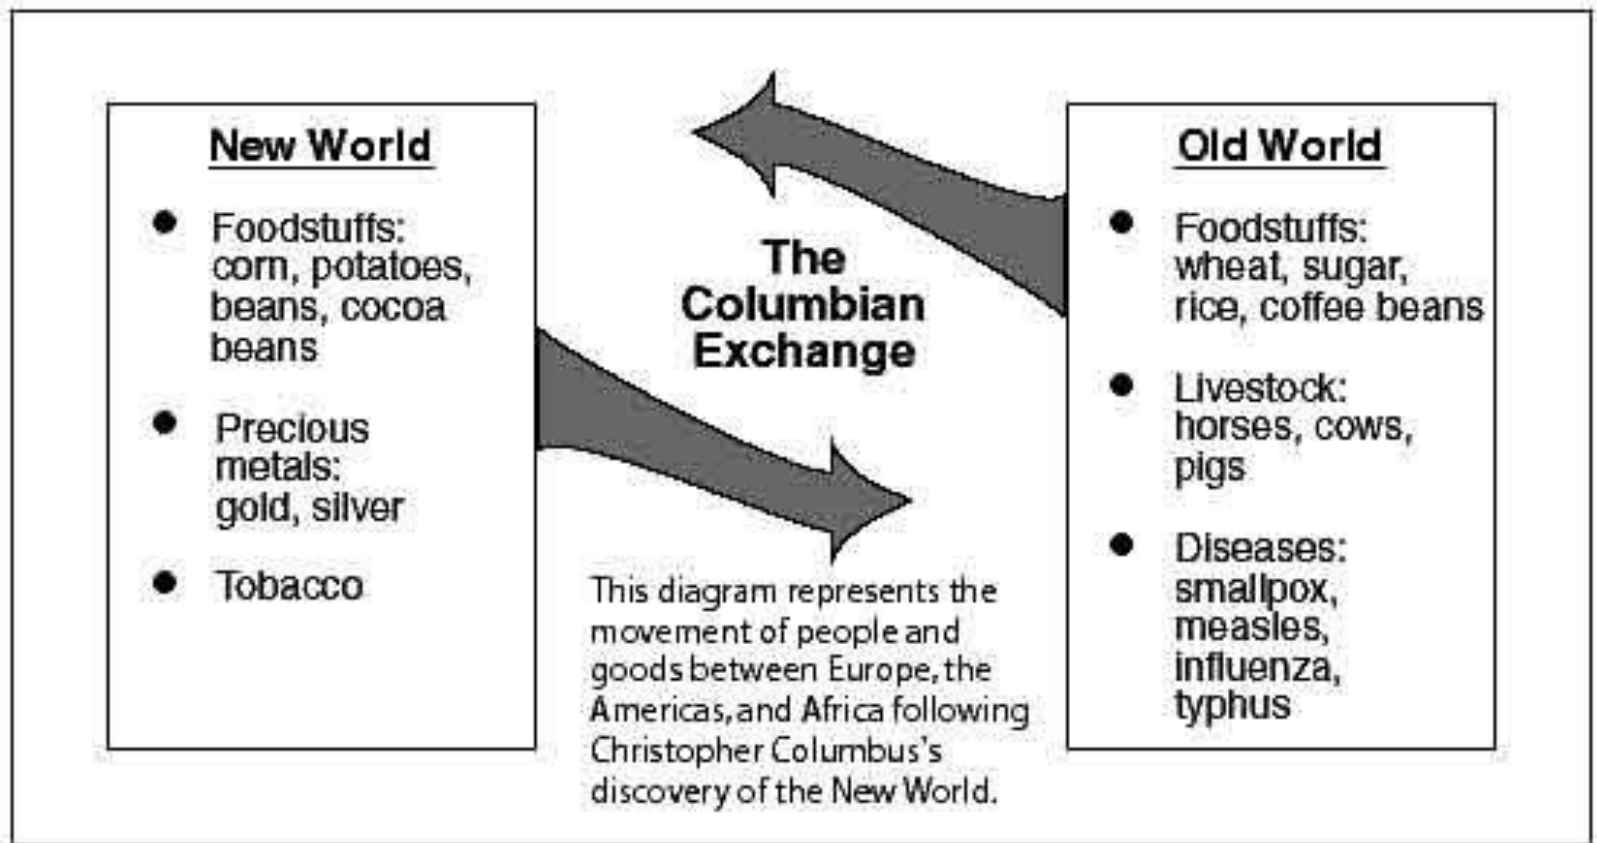 New World
● Foodstuffs:
corn, potatoes,
beans, cocoa
beans
● Precious
metals:
gold, silver
● Tobacco
The
Columbian
Exchange
This diagram represents the
movement of people and
goods between Europe, the
Americas, and Africa following
Christopher Columbus's
discovery of the New World.
Old World
● Foodstuffs:
wheat, sugar,
rice, coffee beans
● Livestock:
horses, cows,
pigs
● Diseases:
smallpox,
measles,
influenza,
typhus